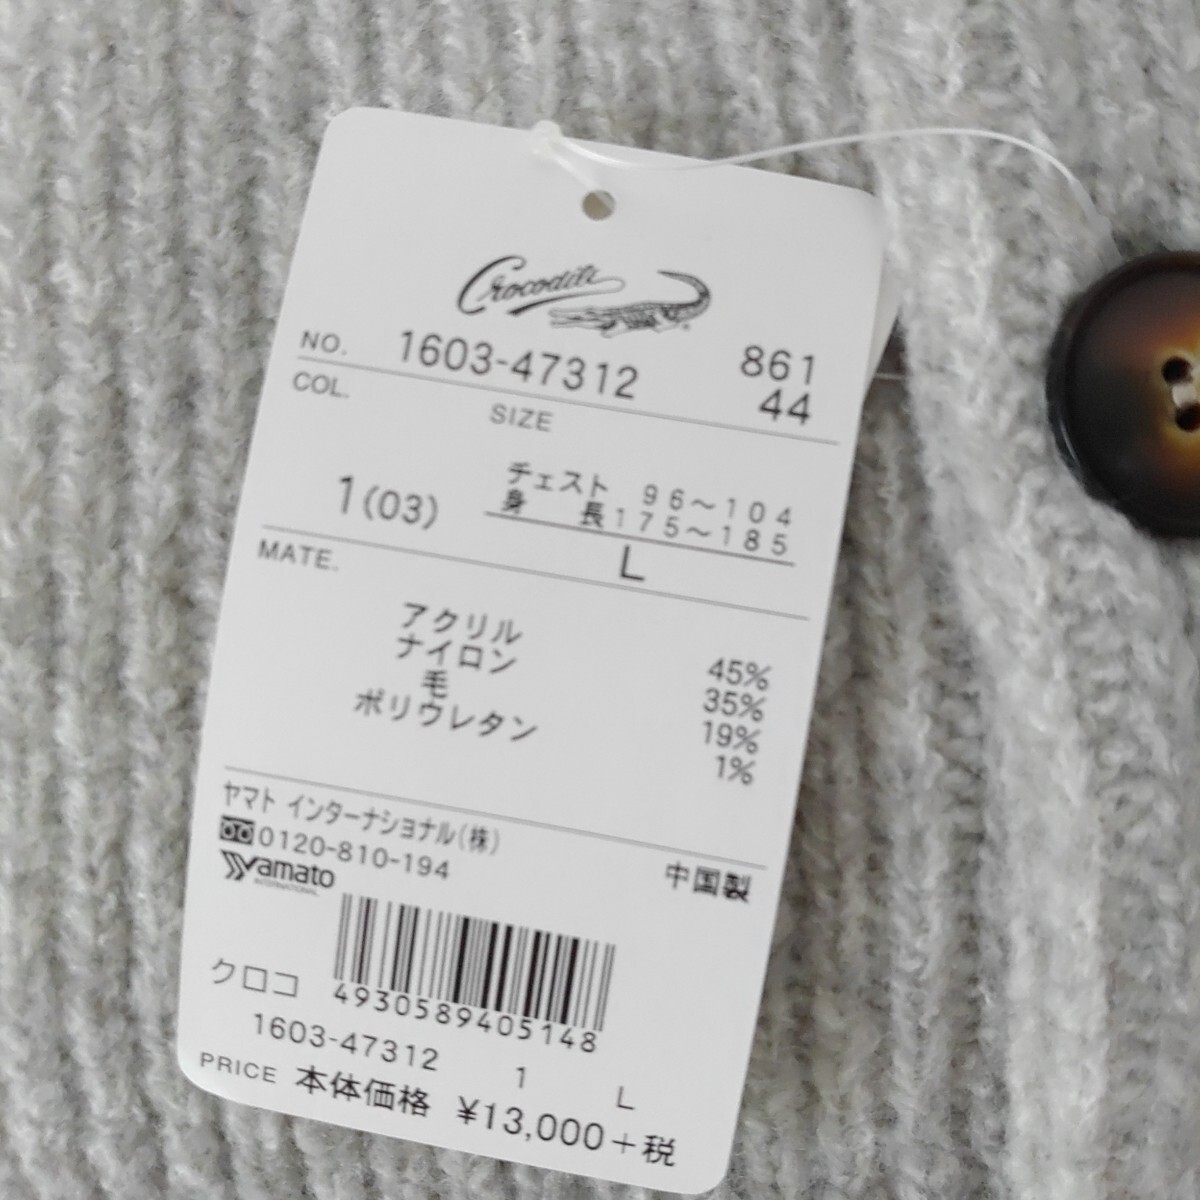 Crocodile
NO. 1603-47312 861
COL. SIZE 44
チェスト 96～104
1(03) 身長175～185
L
MATE.
アクリル 45%
ナイロン 35%
毛 19%
ポリウレタン 1%
ヤマト インターナショナル(株)
0120-810-194 中国製
Yamato
INTERNATIONAL
クロコ 4930589405148
1603-47312 1 L
PRICE 本体価格 ¥13,000+税